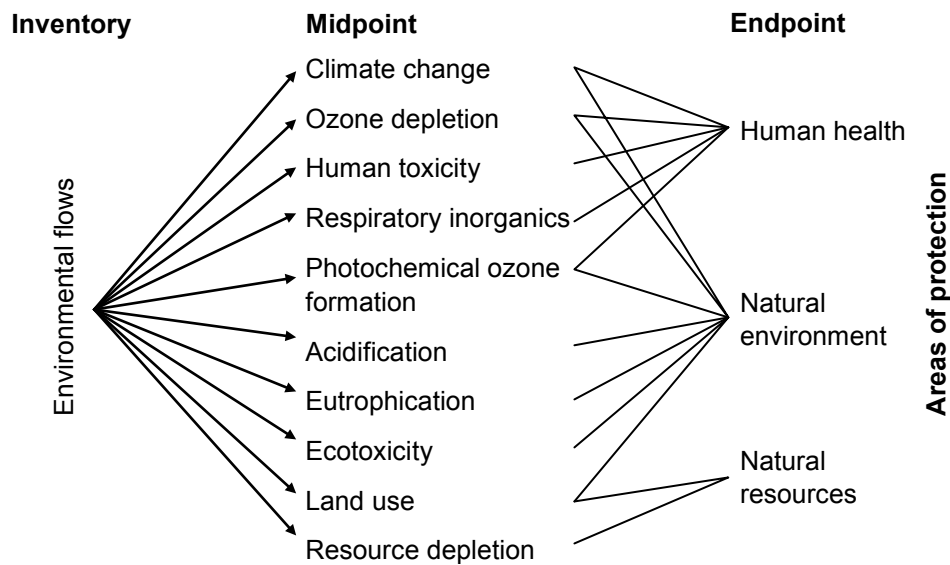 Inventory
Midpoint
Endpoint
Environmental flows
Climate change
Ozone depletion
Human toxicity
Respiratory inorganics
Photochemical ozone
formation
Acidification
Eutrophication
Ecotoxicity
Land use
Resource depletion
Human health
Natural
environment
Natural
resources
Areas of protection